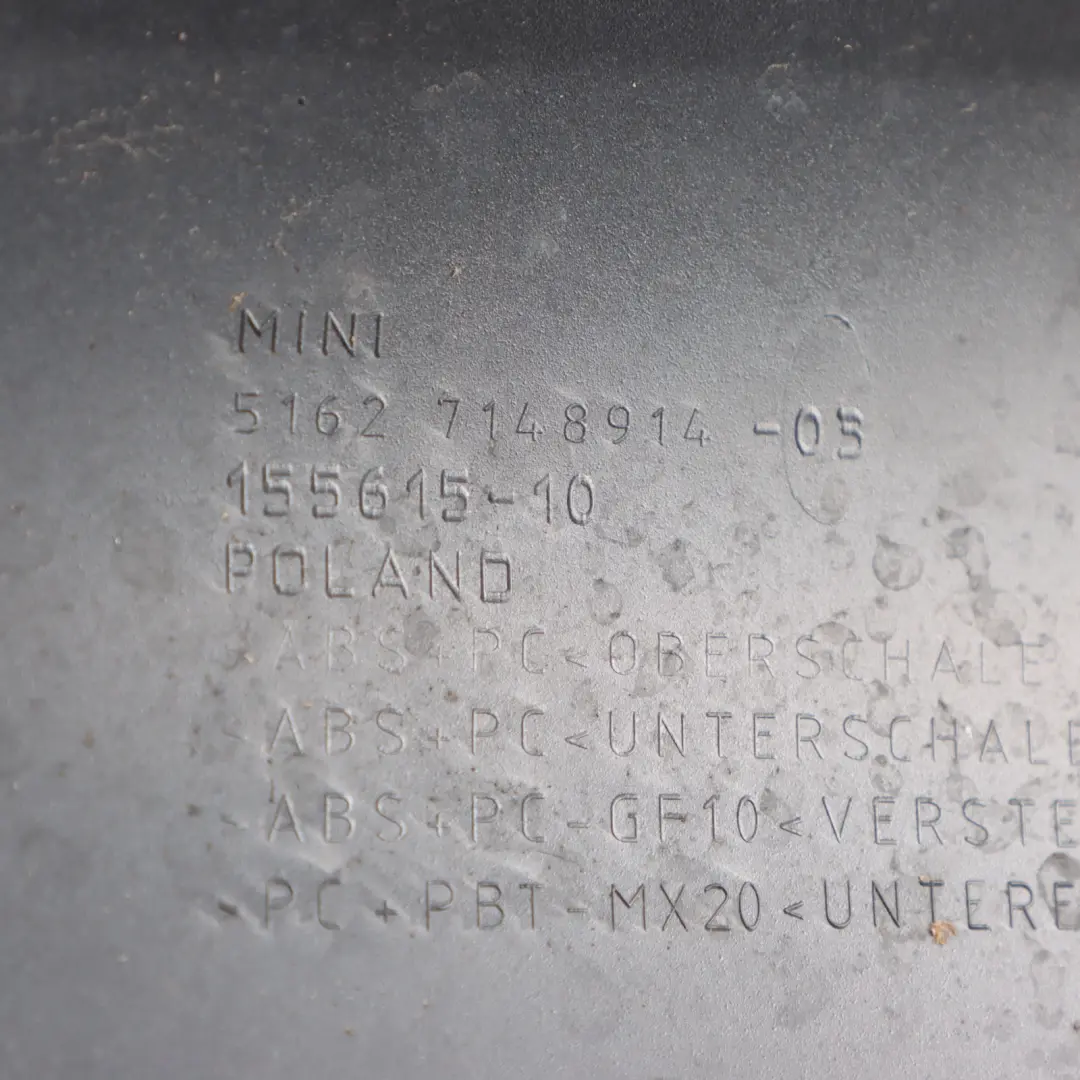 MINI
5162 7148914 -03
155615-10
POLAND
>ABS+PC<OBERSCHALE
>ABS+PC<UNTERSCHALE
>ABS+PC-GF10<VERSTE
>PC+PBT-MX20<UNTERE